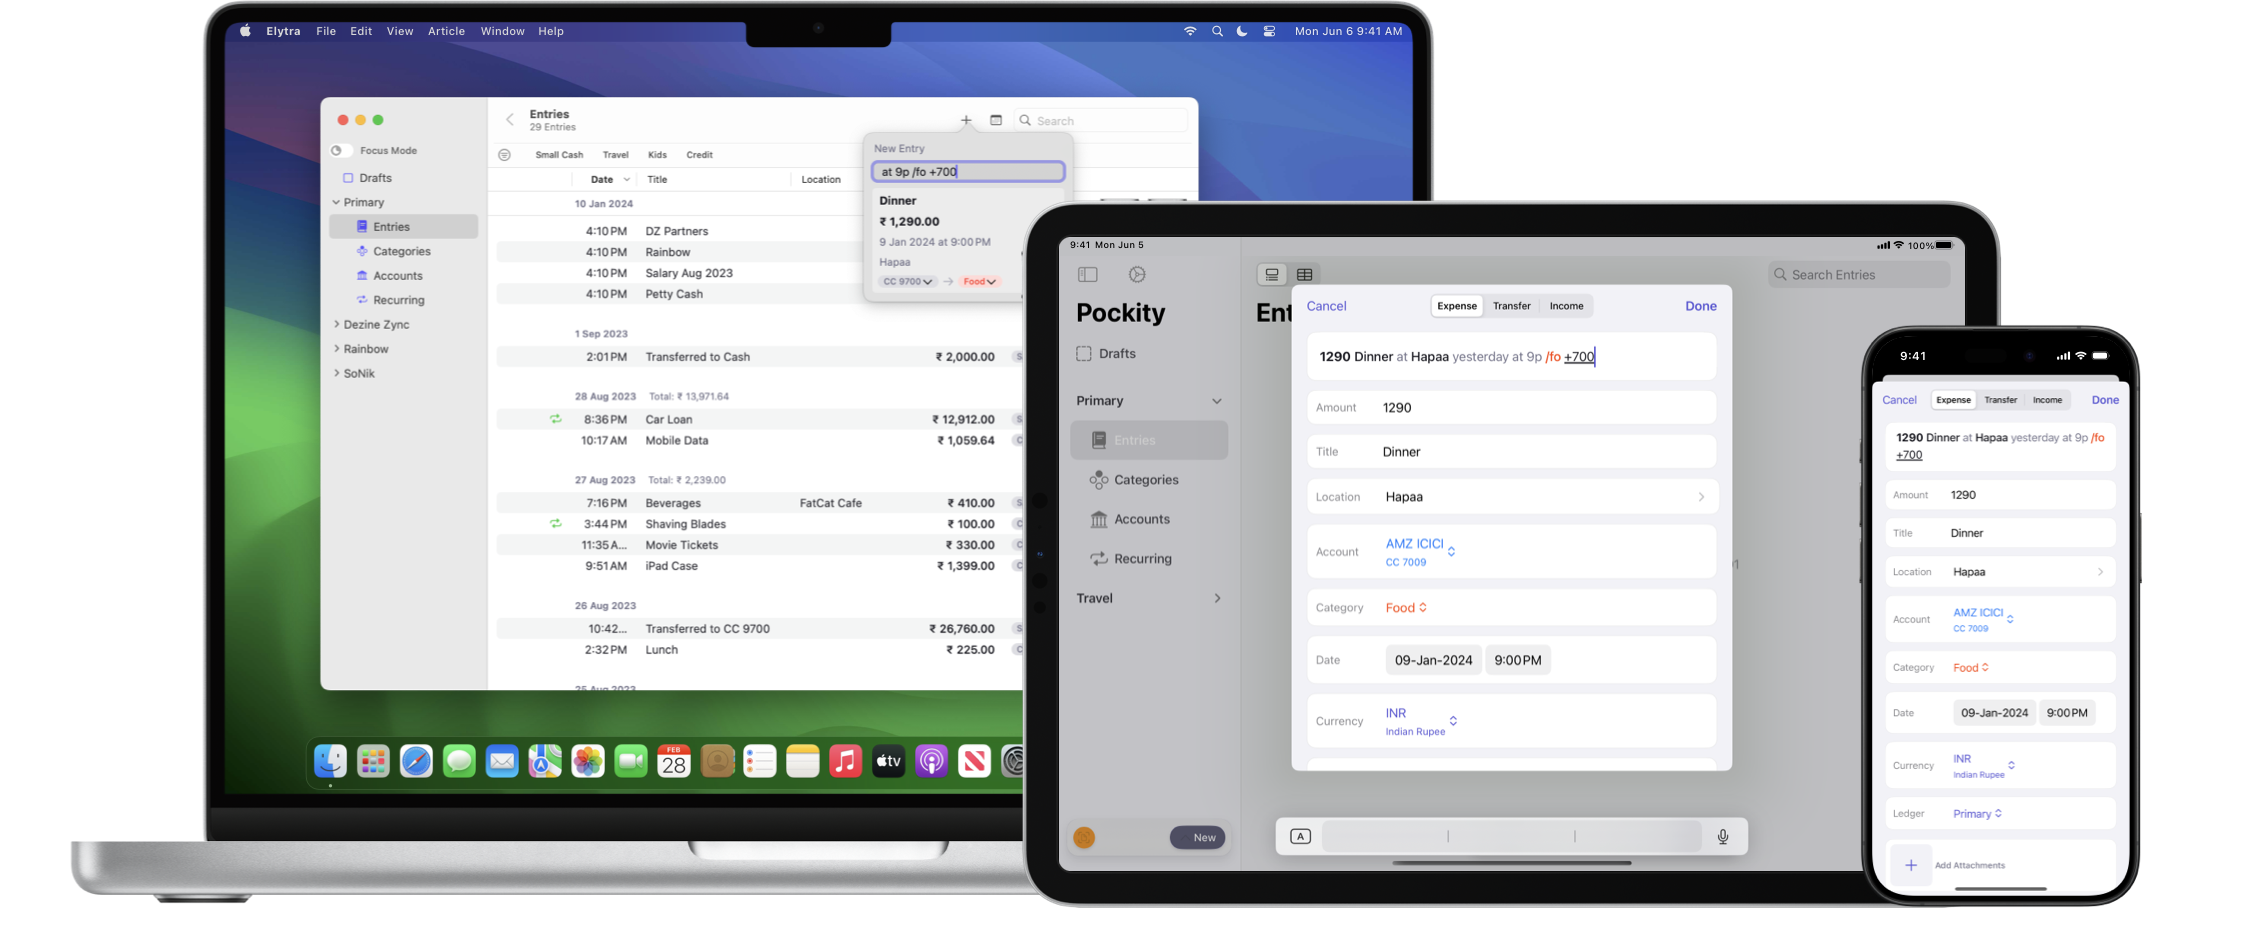 Elytra File Edit View Article Window Help
Mon Jun 6 9:41 AM
Entries
29 Entries
Search
Focus Mode
Drafts
Primary
Entries
Categories
Accounts
Recurring
Dezine Zync
Rainbow
SoNik
Small Cash Travel Kids Credit
Date Title Location
10 Jan 2024
4:10 PM DZ Partners
4:10 PM Rainbow
4:10 PM Salary Aug 2023
4:10 PM Petty Cash
1 Sep 2023
2:01 PM Transferred to Cash ₹ 2,000.00
28 Aug 2023 Total: ₹ 13,971.64
8:36 PM Car Loan ₹ 12,912.00
10:17 AM Mobile Data ₹ 1,059.64
27 Aug 2023 Total: ₹ 2,239.00
7:16 PM Beverages FatCat Cafe ₹ 410.00
3:44 PM Shaving Blades ₹ 100.00
11:35 A... Movie Tickets ₹ 330.00
9:51 AM iPad Case ₹ 1,399.00
26 Aug 2023
10:42... Transferred to CC 9700 ₹ 26,760.00
2:32 PM Lunch ₹ 225.00
25 Aug 2023
New Entry
at 9p /fo +700
Dinner
₹ 1,290.00
9 Jan 2024 at 9:00 PM
Hapaa
CC 9700 → Food
FEB
28
tv
9:41 Mon Jun 5
100%
Pockity
Drafts
Primary
Entries
Categories
Accounts
Recurring
Travel
New
Ent
Search Entries
Cancel Expense Transfer Income Done
1290 Dinner at Hapaa yesterday at 9p /fo +700
Amount 1290
Title Dinner
Location Hapaa
Account AMZ ICICI
CC 7009
Category Food
Date 09-Jan-2024 9:00 PM
Currency INR
Indian Rupee
A
9:41
Cancel Expense Transfer Income Done
1290 Dinner at Hapaa yesterday at 9p /fo
+700
Amount 1290
Title Dinner
Location Hapaa
Account AMZ ICICI
CC 7009
Category Food
Date 09-Jan-2024 9:00 PM
Currency INR
Indian Rupee
Ledger Primary
Add Attachments